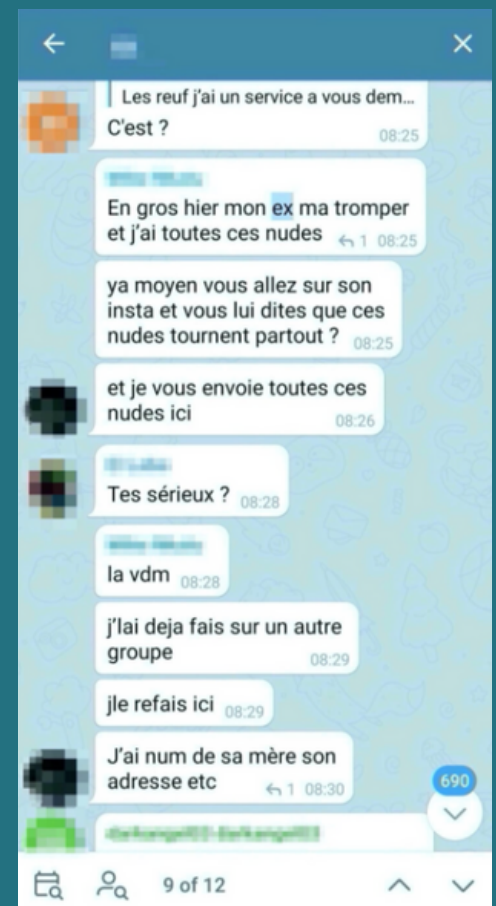 Les reuf j'ai un service a vous dem...
C'est ?
08:25
En gros hier mon ex ma tromper
et j'ai toutes ces nudes
1 08:25
ya moyen vous allez sur son
insta et vous lui dites que ces
nudes tournent partout ?
08:25
et je vous envoie toutes ces
nudes ici
08:26
Tes sérieux ?
08:28
la vdm
08:28
j'lai deja fais sur un autre
groupe
08:29
jle refais ici
08:29
J'ai num de sa mère son
adresse etc
1 08:30
690
9 of 12